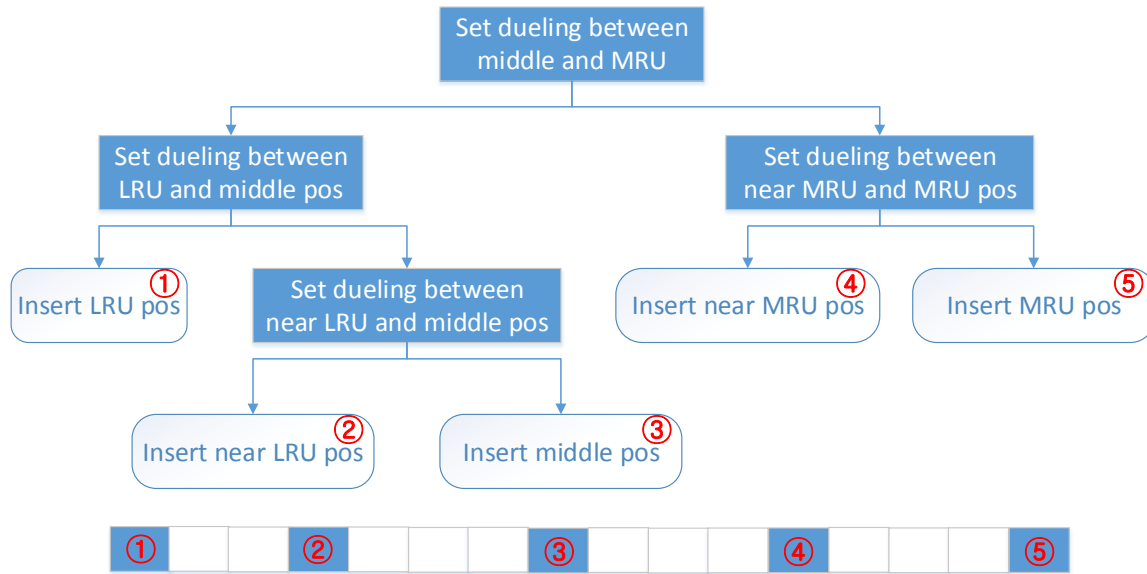 Set dueling between
middle and MRU
Set dueling between
LRU and middle pos
Set dueling between
near MRU and MRU pos
①
Insert LRU pos
Set dueling between
near LRU and middle pos
④
Insert near MRU pos
⑤
Insert MRU pos
②
Insert near LRU pos
③
Insert middle pos
① ② ③ ④ ⑤